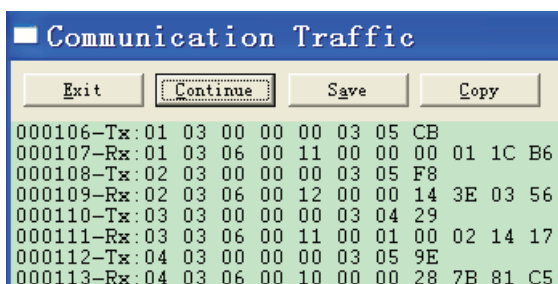 Communication Traffic
Exit Continue Save Copy
000106-Tx:01 03 00 00 00 03 05 CB
000107-Rx:01 03 06 00 11 00 00 00 01 1C B6
000108-Tx:02 03 00 00 00 03 05 F8
000109-Rx:02 03 06 00 12 00 00 14 3E 03 56
000110-Tx:03 03 00 00 00 03 04 29
000111-Rx:03 03 06 00 11 00 01 00 02 14 17
000112-Tx:04 03 00 00 00 03 05 9E
000113-Rx:04 03 06 00 10 00 00 28 7B 81 C5